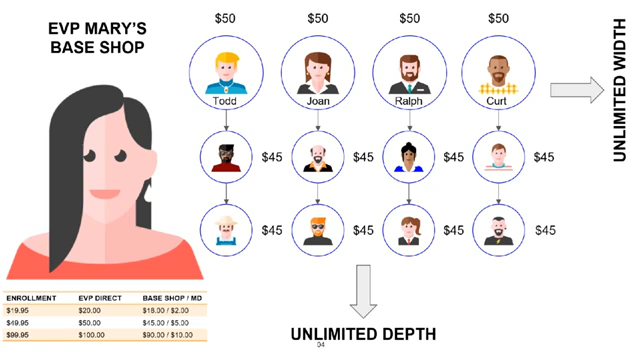 EVP MARY'S
BASE SHOP
$50 $50 $50 $50
Todd Joan Ralph Curt
$45 $45 $45 $45
$45 $45 $45 $45
UNLIMITED WIDTH
UNLIMITED DEPTH
04
ENROLLMENT EVP DIRECT BASE SHOP / MD
$19.95 $20.00 $18.00 / $2.00
$49.95 $50.00 $45.00 / $5.00
$99.95 $100.00 $90.00 / $10.00